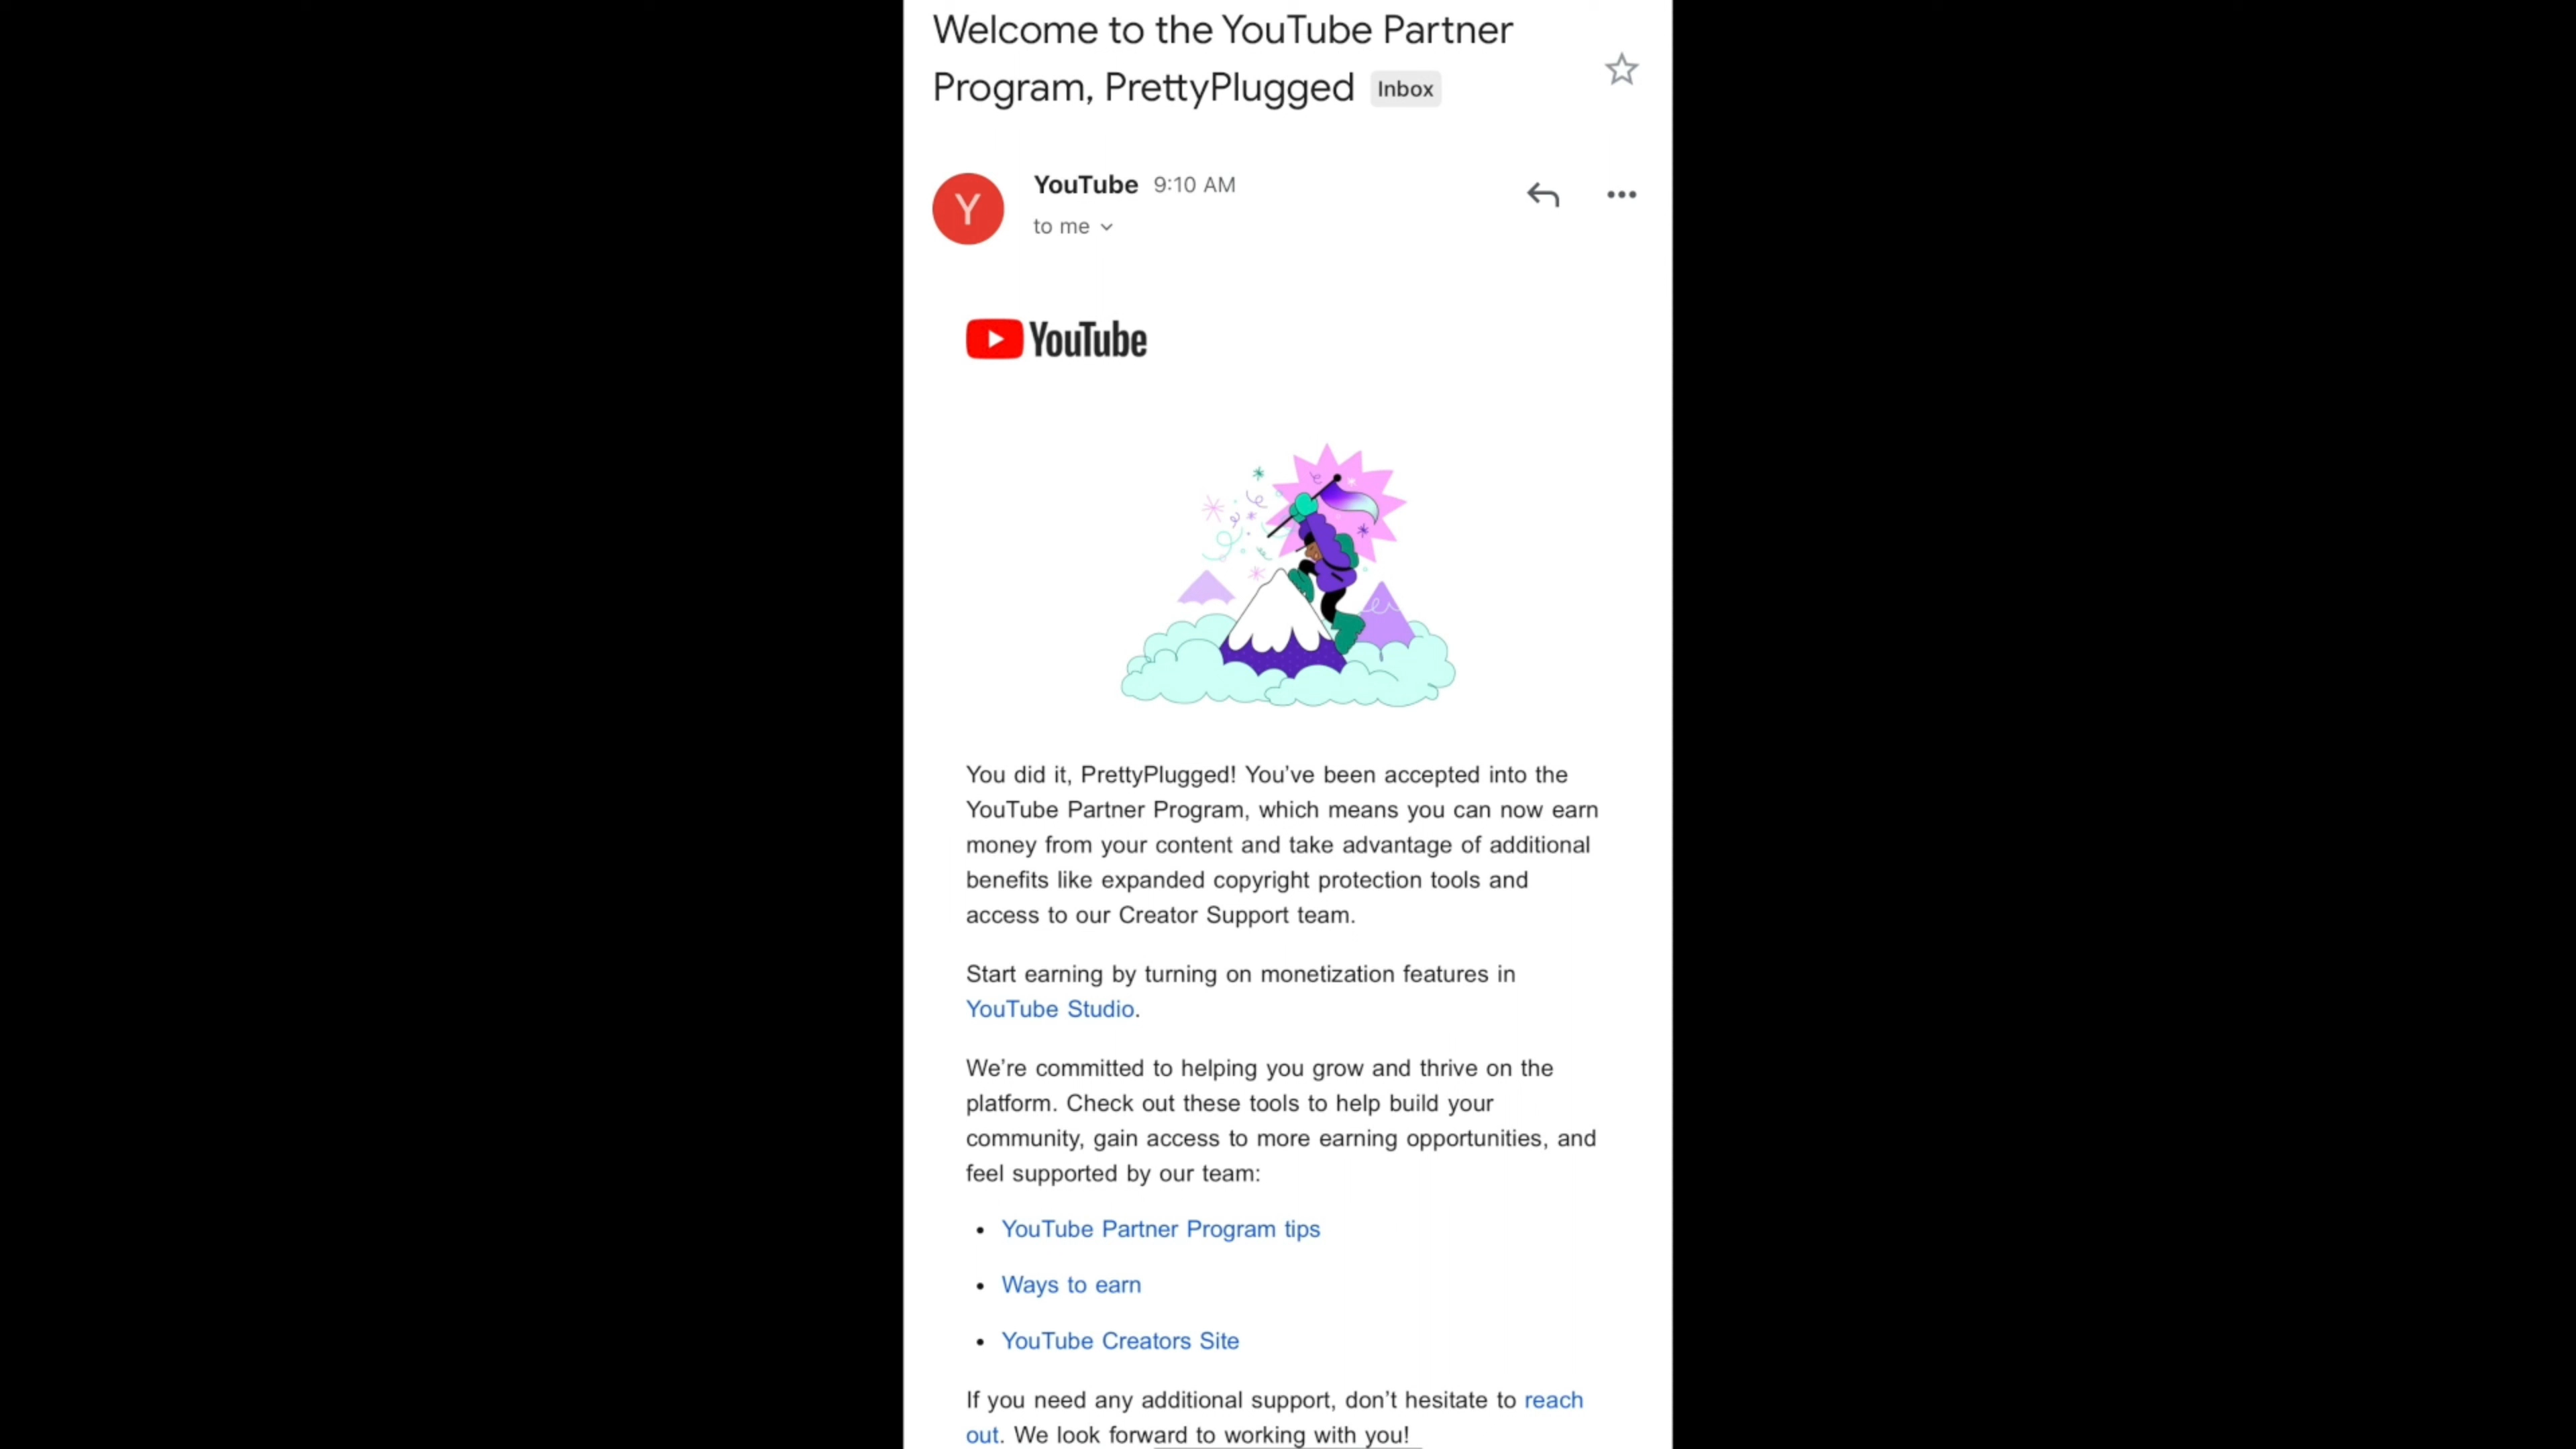 Welcome to the YouTube Partner
Program, PrettyPlugged Inbox
Y
YouTube 9:10 AM
to me
YouTube
You did it, PrettyPlugged! You’ve been accepted into the
YouTube Partner Program, which means you can now earn
money from your content and take advantage of additional
benefits like expanded copyright protection tools and
access to our Creator Support team.
Start earning by turning on monetization features in
YouTube Studio.
We’re committed to helping you grow and thrive on the
platform. Check out these tools to help build your
community, gain access to more earning opportunities, and
feel supported by our team:
• YouTube Partner Program tips
• Ways to earn
• YouTube Creators Site
If you need any additional support, don’t hesitate to reach
out. We look forward to working with you!